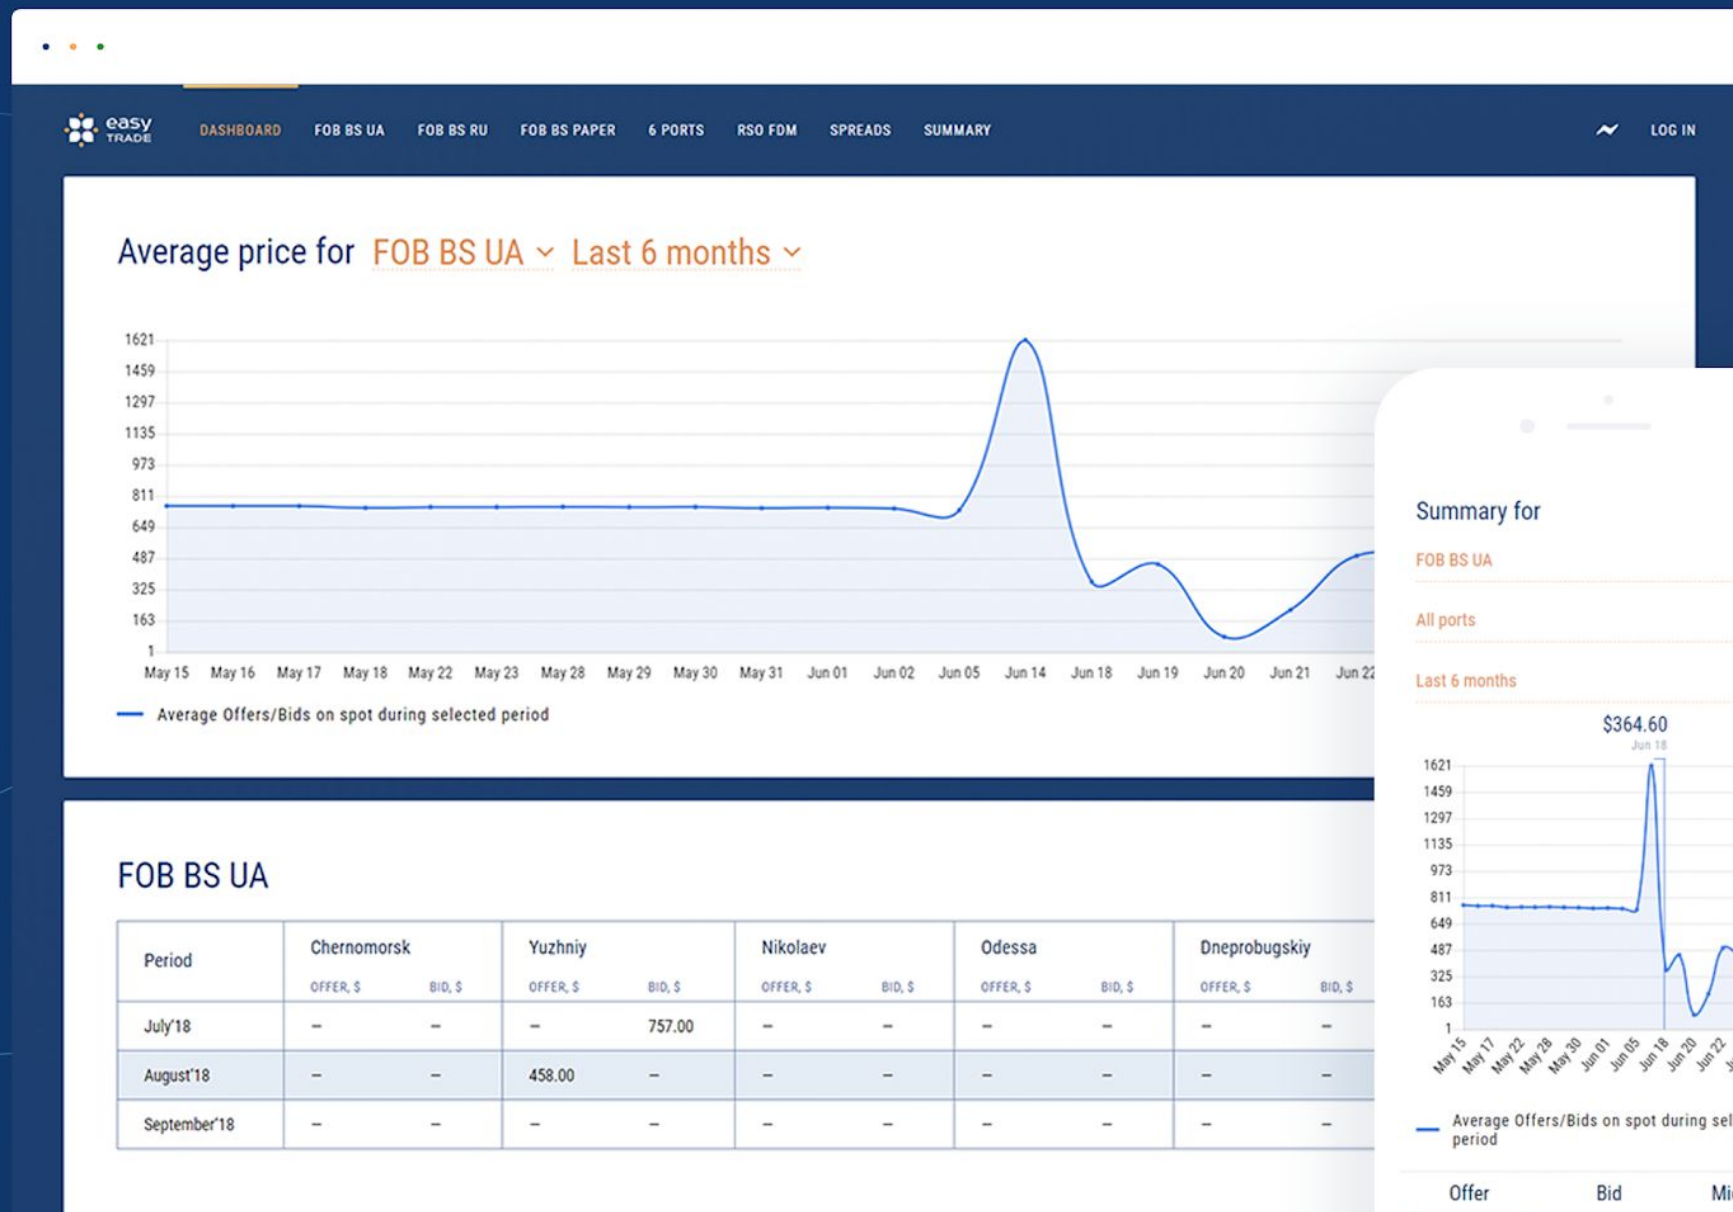 easy
TRADE
DASHBOARD FOB BS UA FOB BS RU FOB BS PAPER 6 PORTS RSO FDM SPREADS SUMMARY LOG IN
Average price for FOB BS UA Last 6 months
1621
1459
1297
1135
973
811
649
487
325
163
1
May 15 May 16 May 17 May 18 May 22 May 23 May 28 May 29 May 30 May 31 Jun 01 Jun 02 Jun 05 Jun 14 Jun 18 Jun 19 Jun 20 Jun 21 Jun 22
Average Offers/Bids on spot during selected period
FOB BS UA
Period Chernomorsk Yuzhniy Nikolaev Odessa Dneprobugskiy
OFFER, $ BID, $ OFFER, $ BID, $ OFFER, $ BID, $ OFFER, $ BID, $ OFFER, $ BID, $
July'18 – – – 757.00 – – – – – –
August'18 – – 458.00 – – – – – – –
September'18 – – – – – – – – – –
Summary for
FOB BS UA
All ports
Last 6 months
$364.60
Jun 18
1621
1459
1297
1135
973
811
649
487
325
163
1
May 15 May 17 May 22 May 28 May 30 Jun 01 Jun 05 Jun 18 Jun 20 Jun 22
Average Offers/Bids on spot during sel
period
Offer Bid